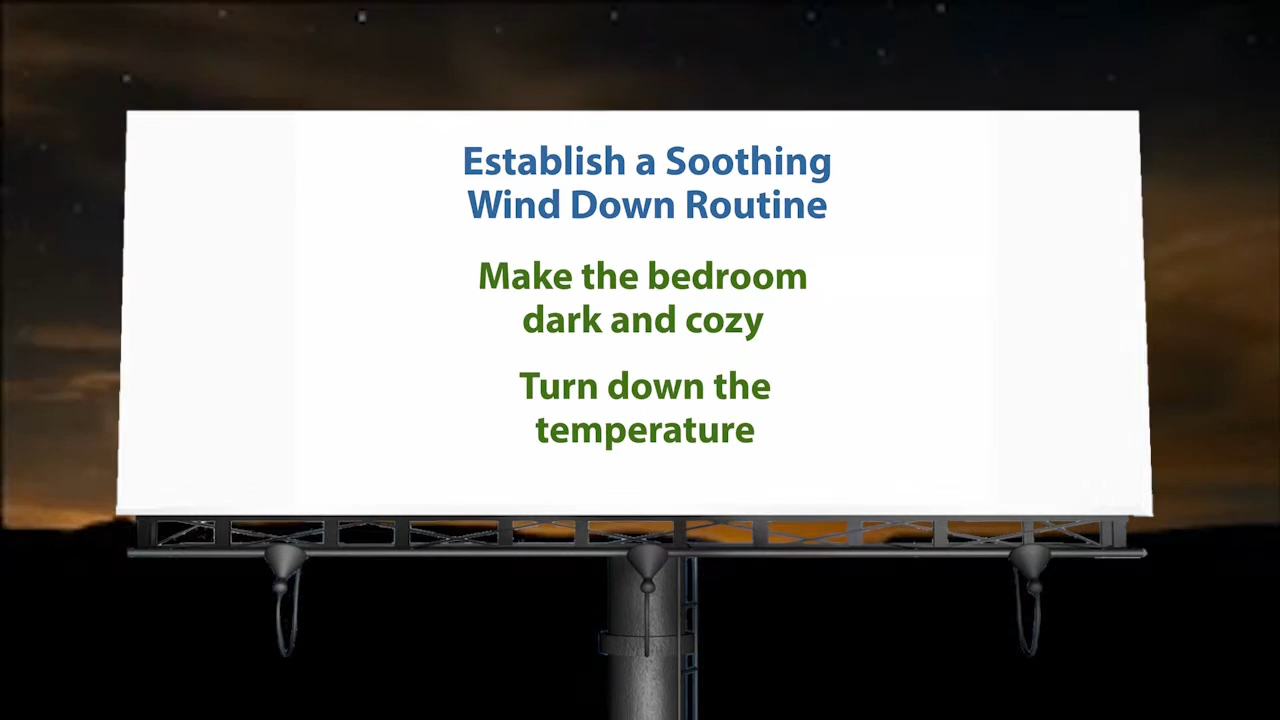 Establish a Soothing
Wind Down Routine
Make the bedroom
dark and cozy
Turn down the
temperature